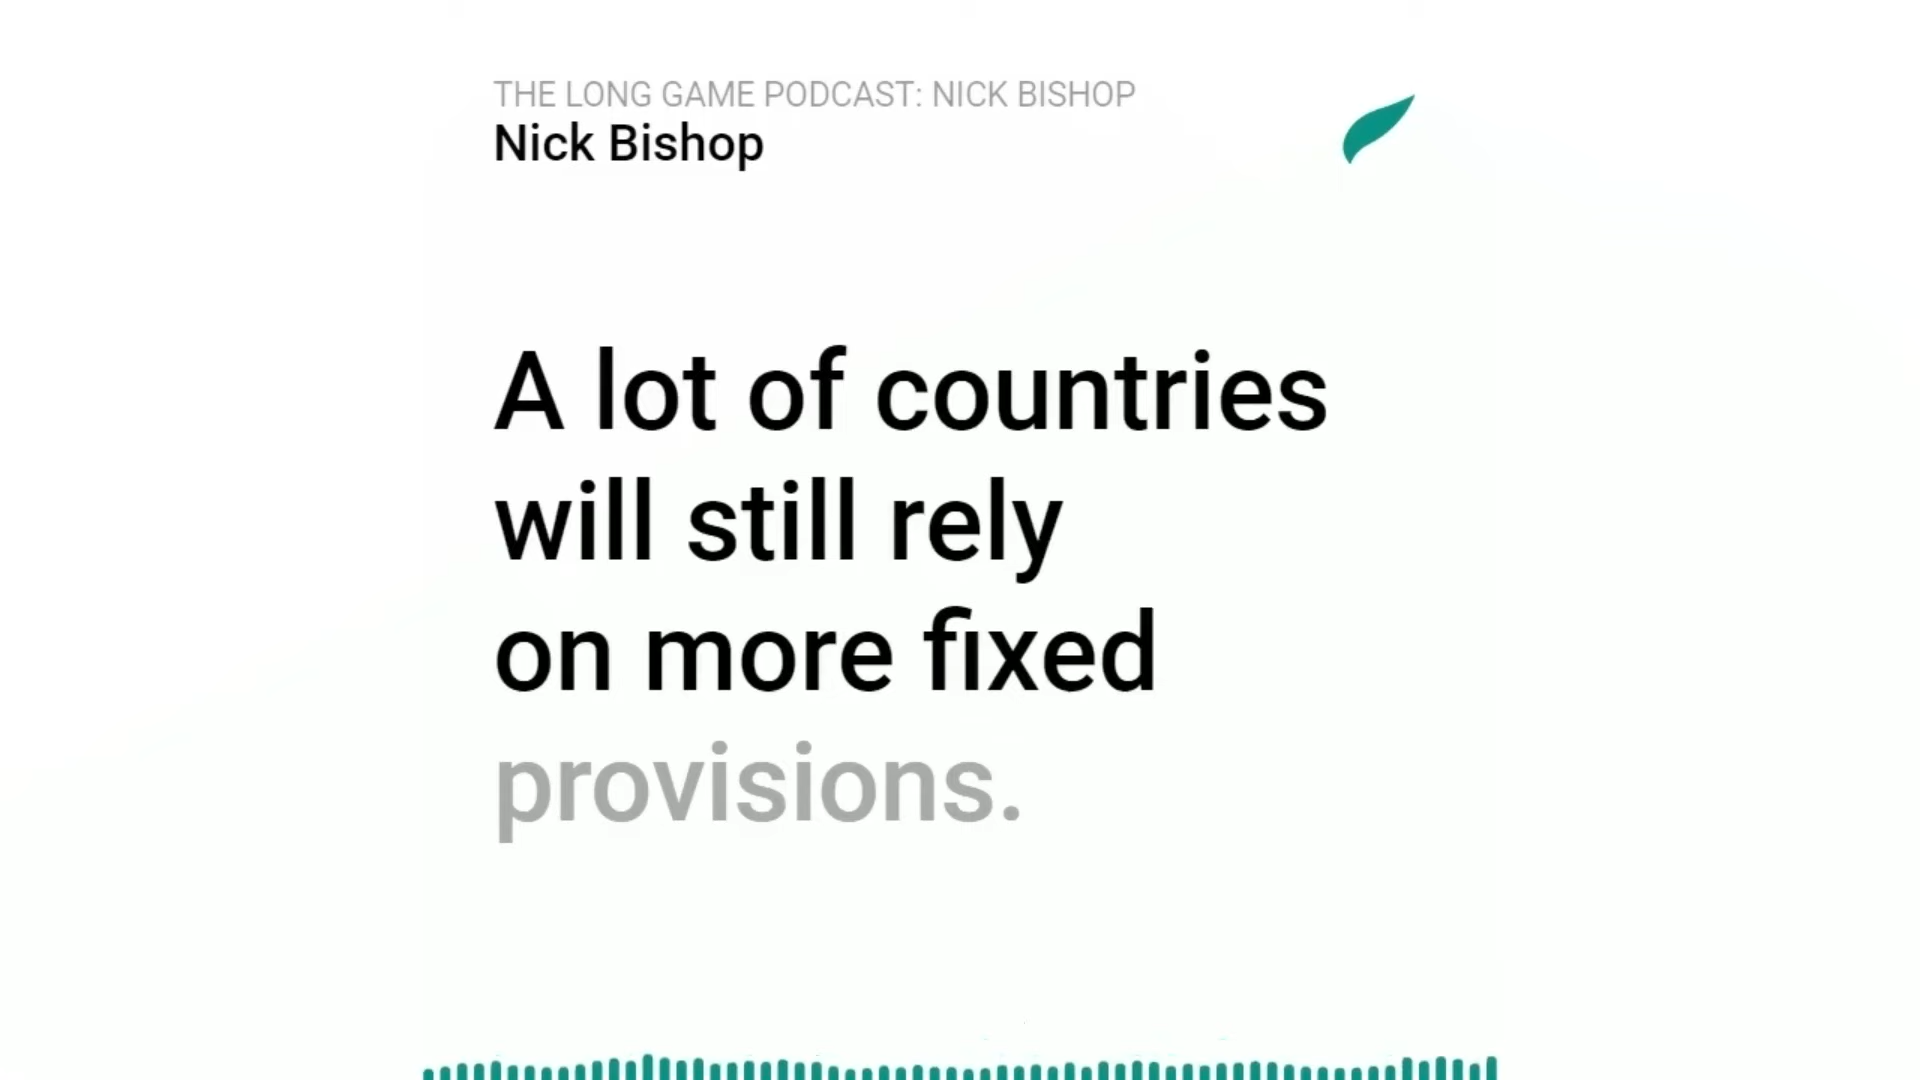 THE LONG GAME PODCAST: NICK BISHOP
Nick Bishop
A lot of countries
will still rely
on more fixed
provisions.